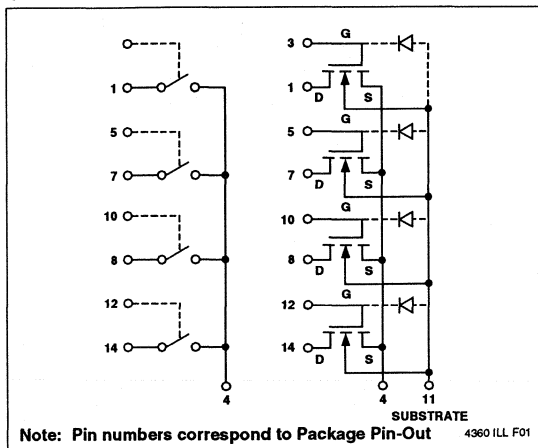 3 G
1 1 D S
G
5 5
7 7 D S
G
10 10
8 8 D S
G
12 12
14 14 D S
4 4 11
SUBSTRATE
Note: Pin numbers correspond to Package Pin-Out 4360 ILL F01